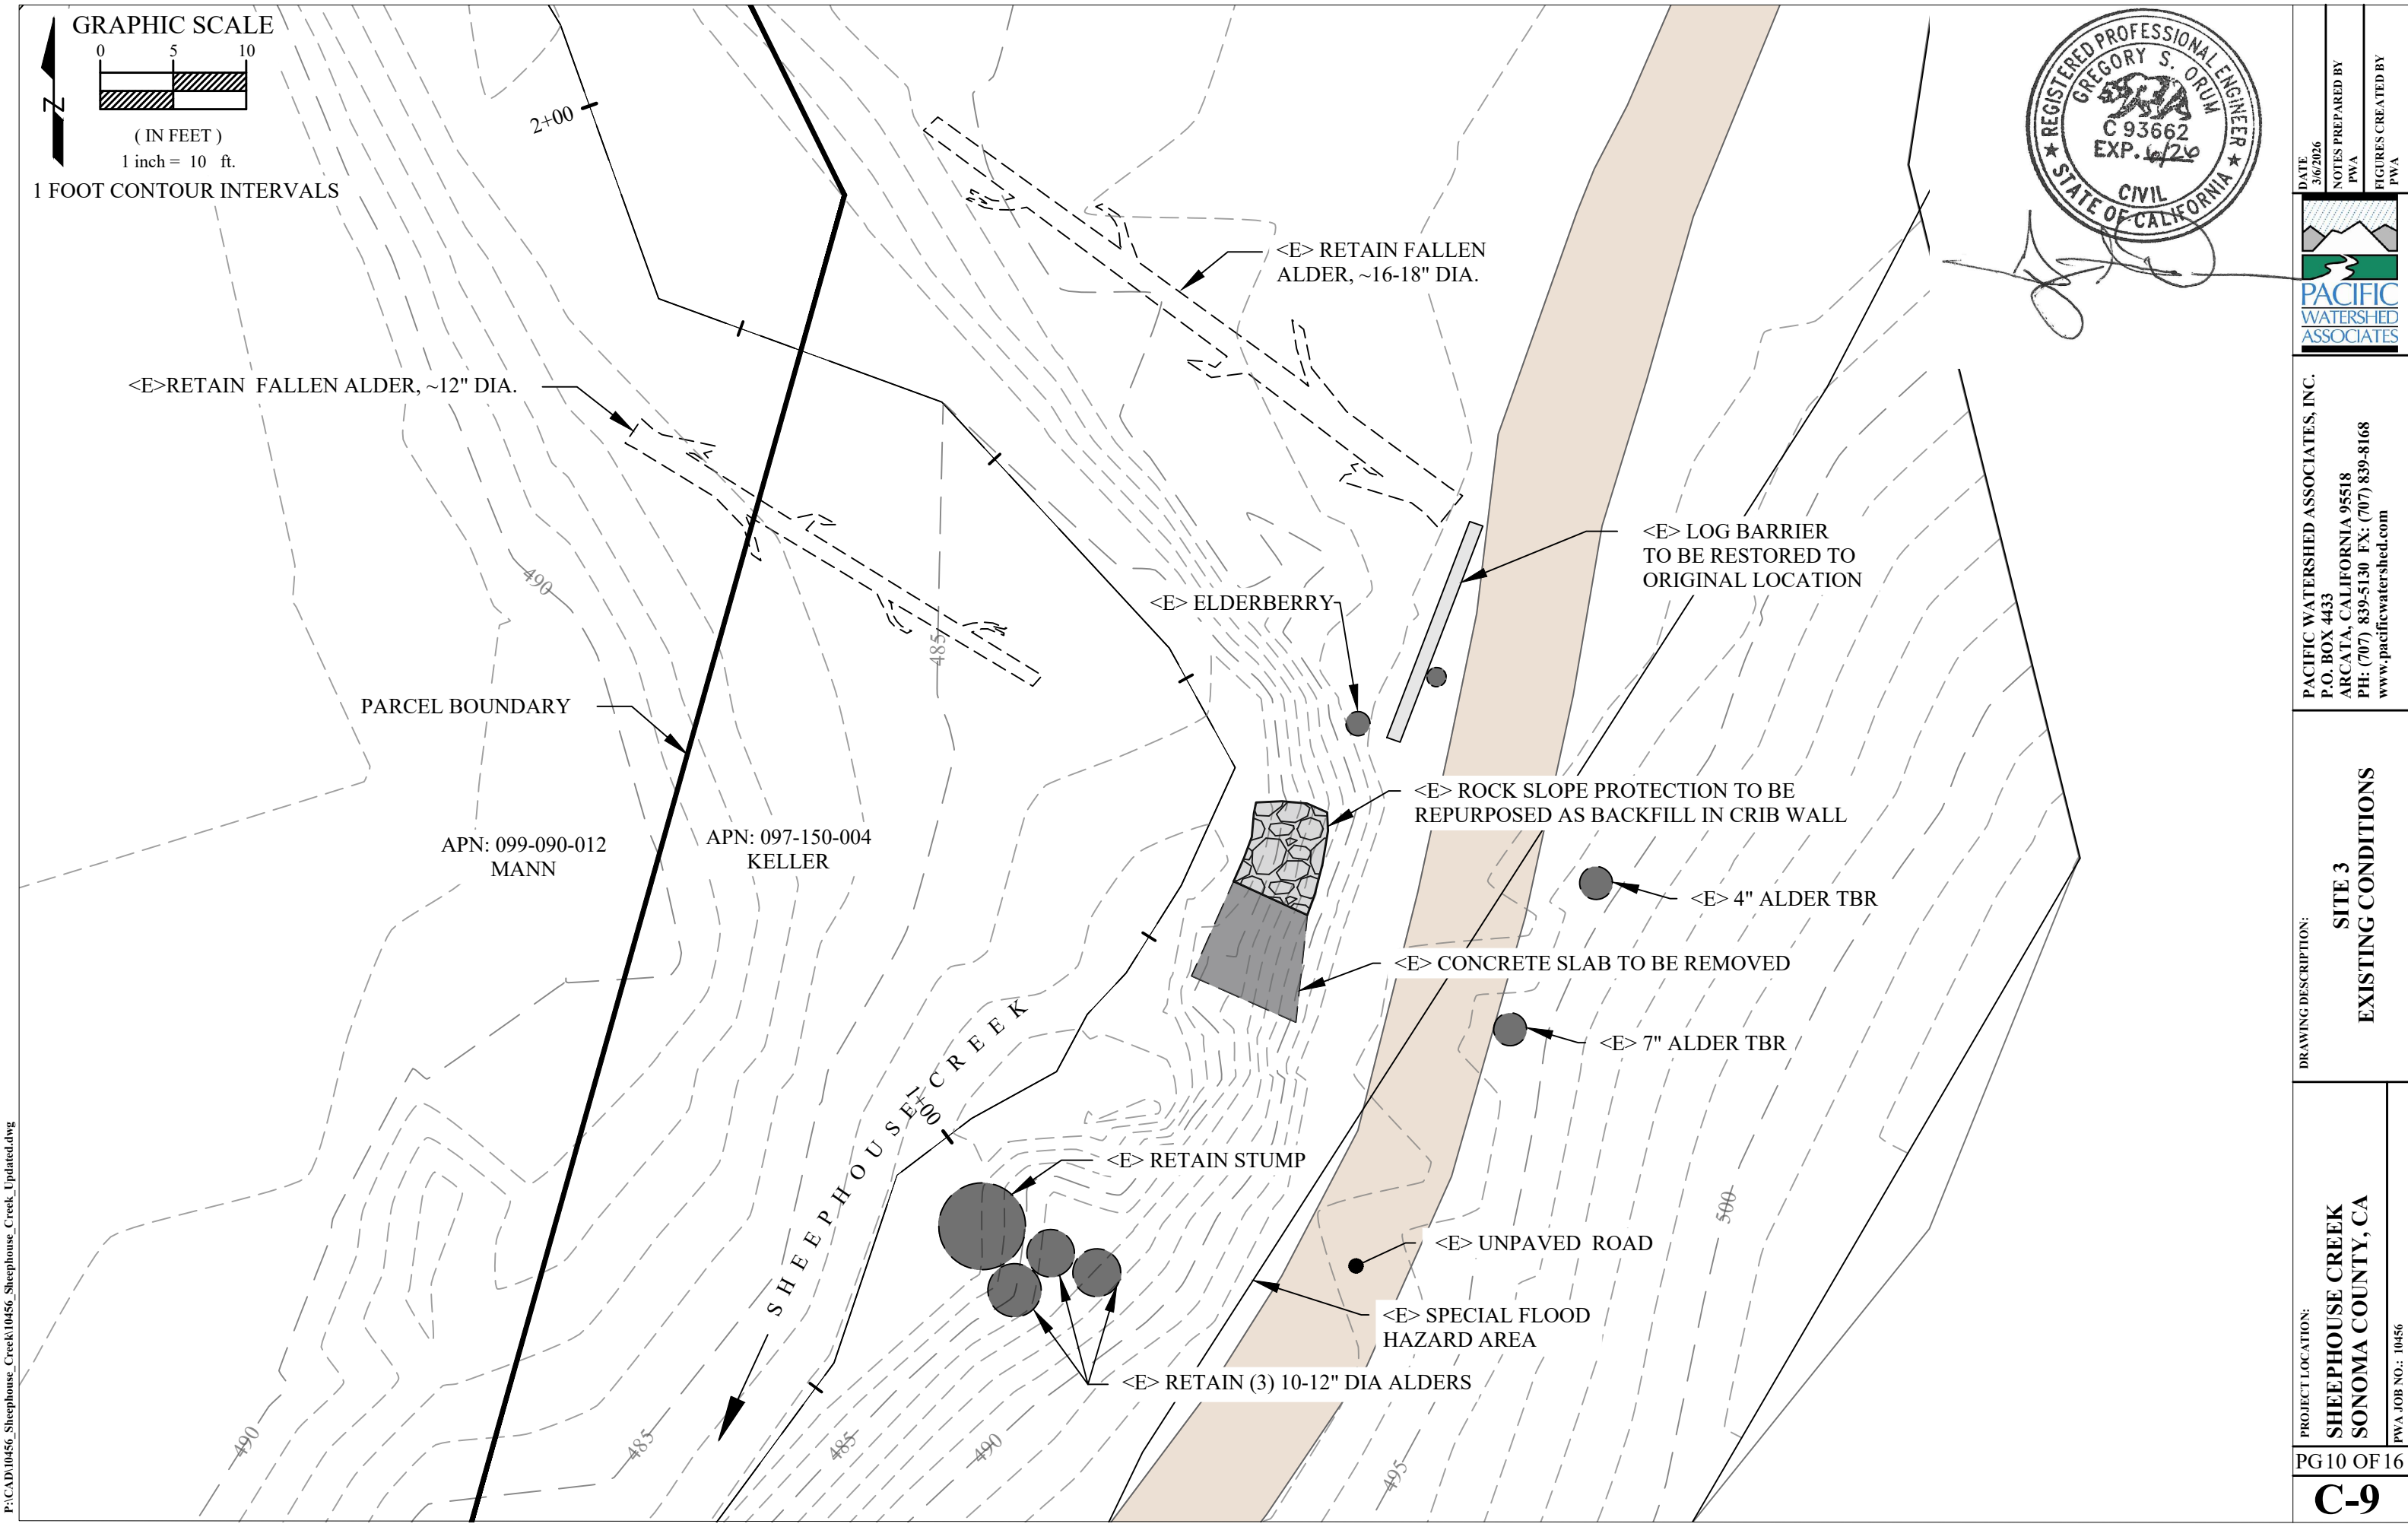 GRAPHIC SCALE
0 5 10
( IN FEET )
1 inch = 10 ft.
1 FOOT CONTOUR INTERVALS
N
2+00
<E> RETAIN FALLEN
ALDER, ~16-18" DIA.
<E>RETAIN FALLEN ALDER, ~12" DIA.
490
485
<E> LOG BARRIER
TO BE RESTORED TO
ORIGINAL LOCATION
<E> ELDERBERRY
PARCEL BOUNDARY
<E> ROCK SLOPE PROTECTION TO BE
REPURPOSED AS BACKFILL IN CRIB WALL
APN: 099-090-012
MANN
APN: 097-150-004
KELLER
<E> 4" ALDER TBR
<E> CONCRETE SLAB TO BE REMOVED
<E> 7" ALDER TBR
SHEEPHOUSE CREEK
1+00
<E> RETAIN STUMP
500
<E> UNPAVED ROAD
<E> SPECIAL FLOOD
HAZARD AREA
<E> RETAIN (3) 10-12" DIA ALDERS
490
485
485
490
495
REGISTERED PROFESSIONAL ENGINEER
GREGORY S. ORUM
C 93662
EXP. 6/26
CIVIL
STATE OF CALIFORNIA
DATE
3/6/2026
NOTES PREPARED BY
PWA
FIGURES CREATED BY
PWA
PACIFIC
WATERSHED
ASSOCIATES
PACIFIC WATERSHED ASSOCIATES, INC.
P.O. BOX 4433
ARCATA, CALIFORNIA 95518
PH: (707) 839-5130 FX: (707) 839-8168
www.pacificwatershed.com
DRAWING DESCRIPTION:
SITE 3
EXISTING CONDITIONS
PROJECT LOCATION:
SHEEPHOUSE CREEK
SONOMA COUNTY, CA
PWA JOB NO.: 10456
PG 10 OF 16
C-9
P:\CAD\10456_Sheephouse_Creek\10456_Sheephouse_Creek_Updated.dwg